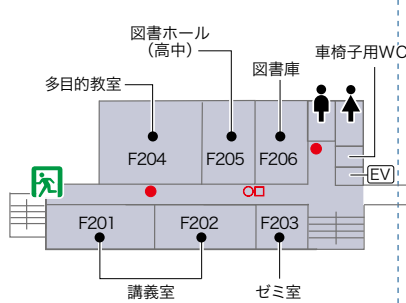 図書ホール
（高中）
車椅子用WC
図書庫
多目的教室
F204
F205
F206
EV
F201
F202
F203
講義室
ゼミ室